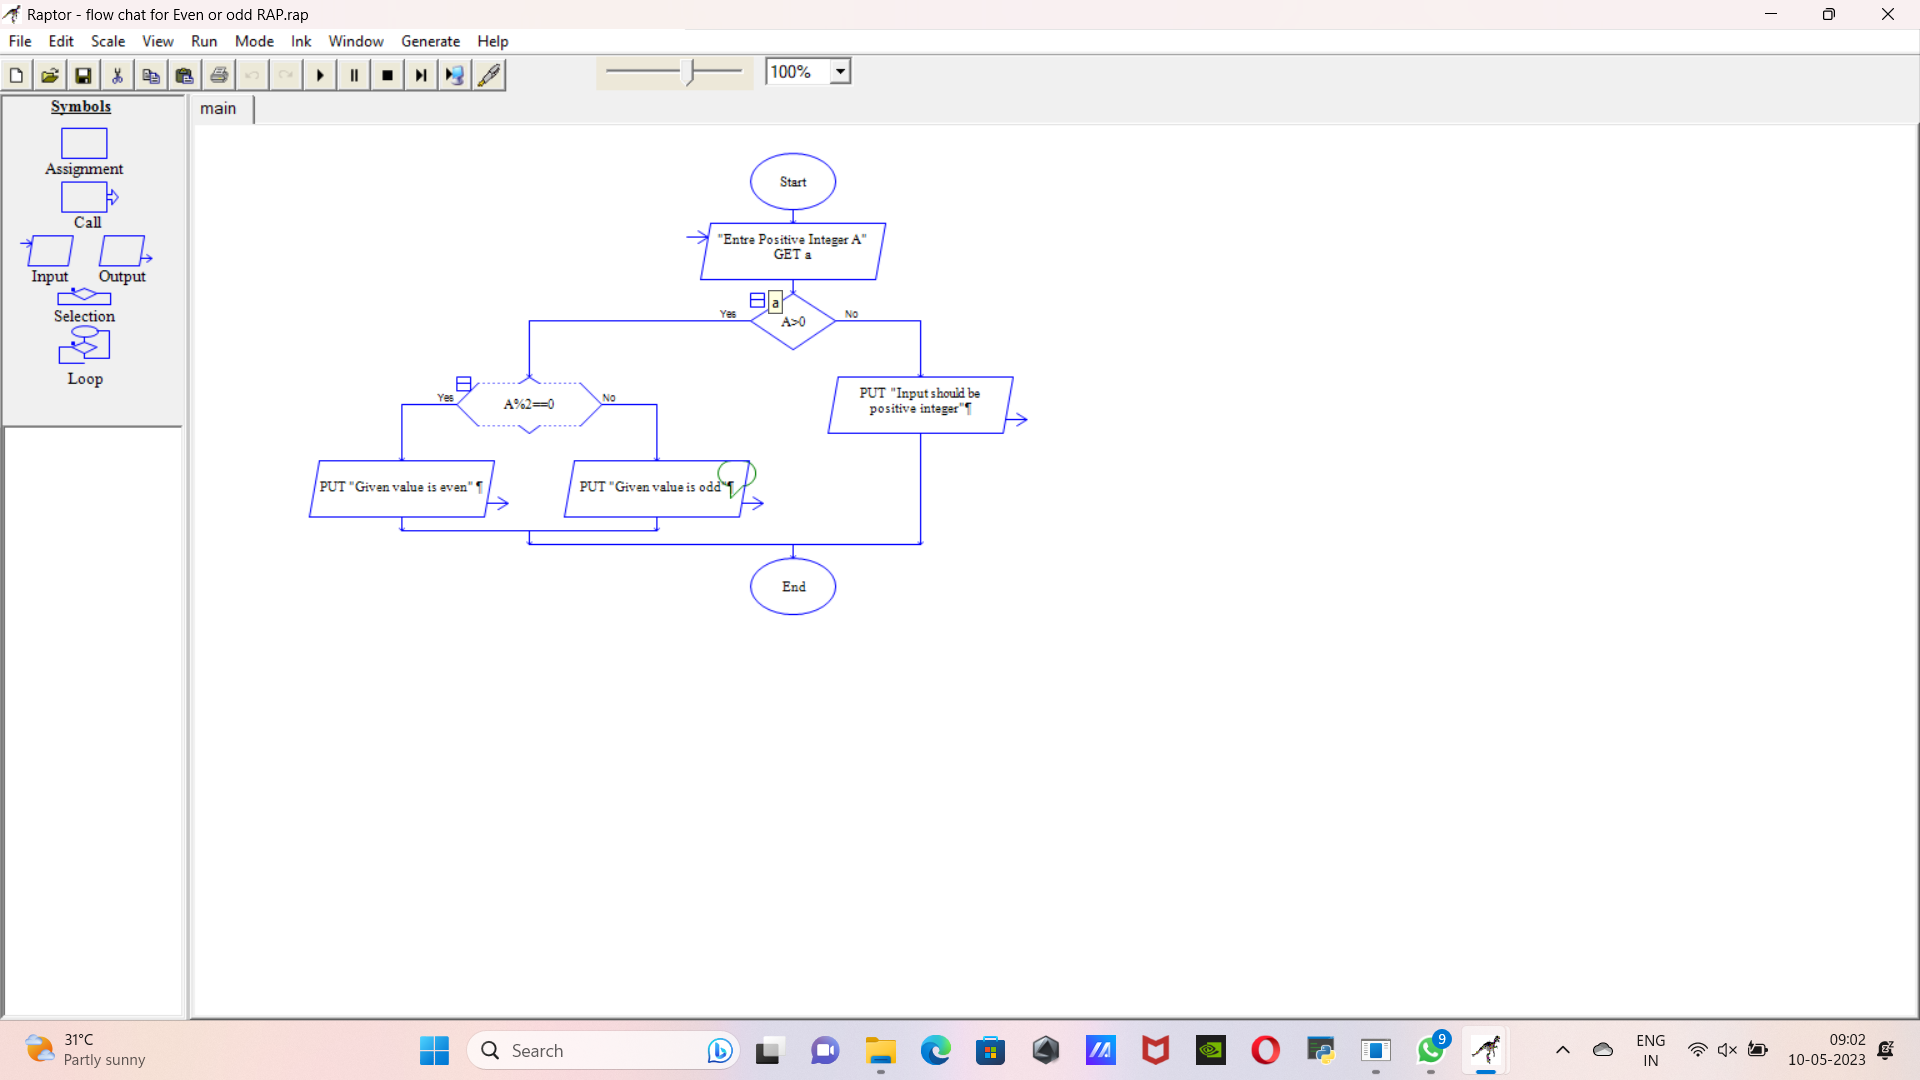 Raptor - flow chat for Even or odd RAP.rap
File Edit Scale View Run Mode Ink Window Generate Help
100%
Symbols
main
Assignment
Call
Input Output
Selection
Loop
Start
"Entre Positive Integer A"
GET a
a
Yes No
A>0
Yes No
A%2==0
PUT "Input should be
positive integer"¶
PUT "Given value is even" ¶
PUT "Given value is odd"¶
End
31°C
Partly sunny
Search
9
ENG
IN
09:02
10-05-2023